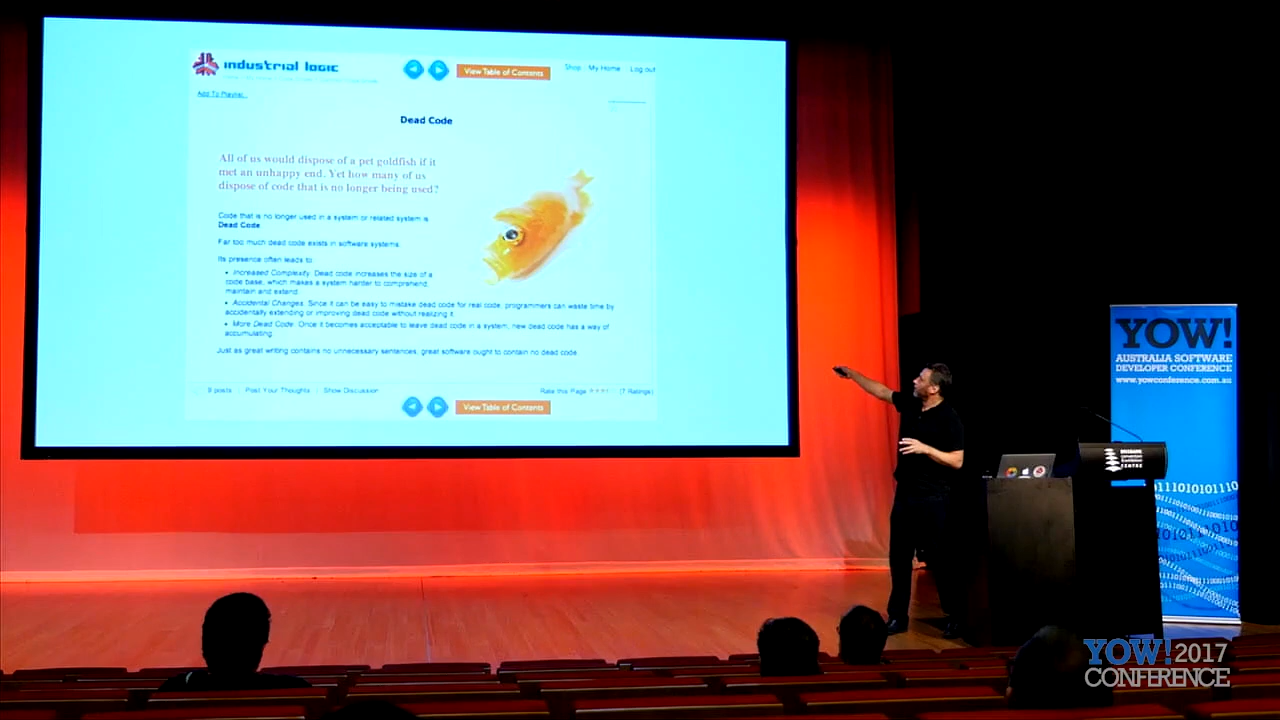 industrial logic
View Table of Contents
Shop My Home Log out
Add To Playlist...
Dead Code
All of us would dispose of a pet goldfish if it
met an unhappy end. Yet how many of us
dispose of code that is no longer being used?
Code that is no longer used in a system or related system is
Dead Code.
Far too much dead code exists in software systems.
Its presence often leads to:
• Increased Complexity. Dead code increases the size of a
code base, which makes a system harder to comprehend,
maintain and extend.
• Accidental Changes. Since it can be easy to mistake dead code for real code, programmers can waste time by
accidentally extending or improving dead code without realizing it.
• More Dead Code. Once it becomes acceptable to leave dead code in a system, new dead code has a way of
accumulating.
Just as great writing contains no unnecessary sentences, great software ought to contain no dead code
9 posts | Post Your Thoughts | Show Discussion
Rate this Page (7 Ratings)
View Table of Contents
YOW!
AUSTRALIA SOFTWARE
DEVELOPER CONFERENCE
www.yowconference.com.au
BRISBANE
CENTRE
YOW! 2017
CONFERENCE